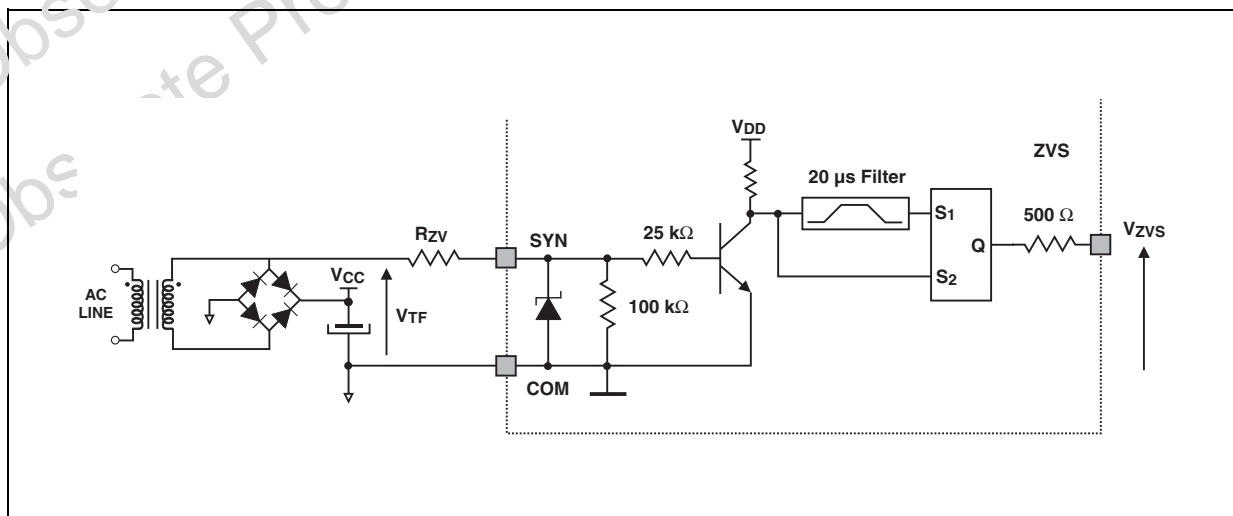 VDD
ZVS
20 µs Filter
S1
RZV
SYN
25 kΩ
500 Ω
VZVS
Q
VCC
S2
AC
LINE
VTF
100 kΩ
COM